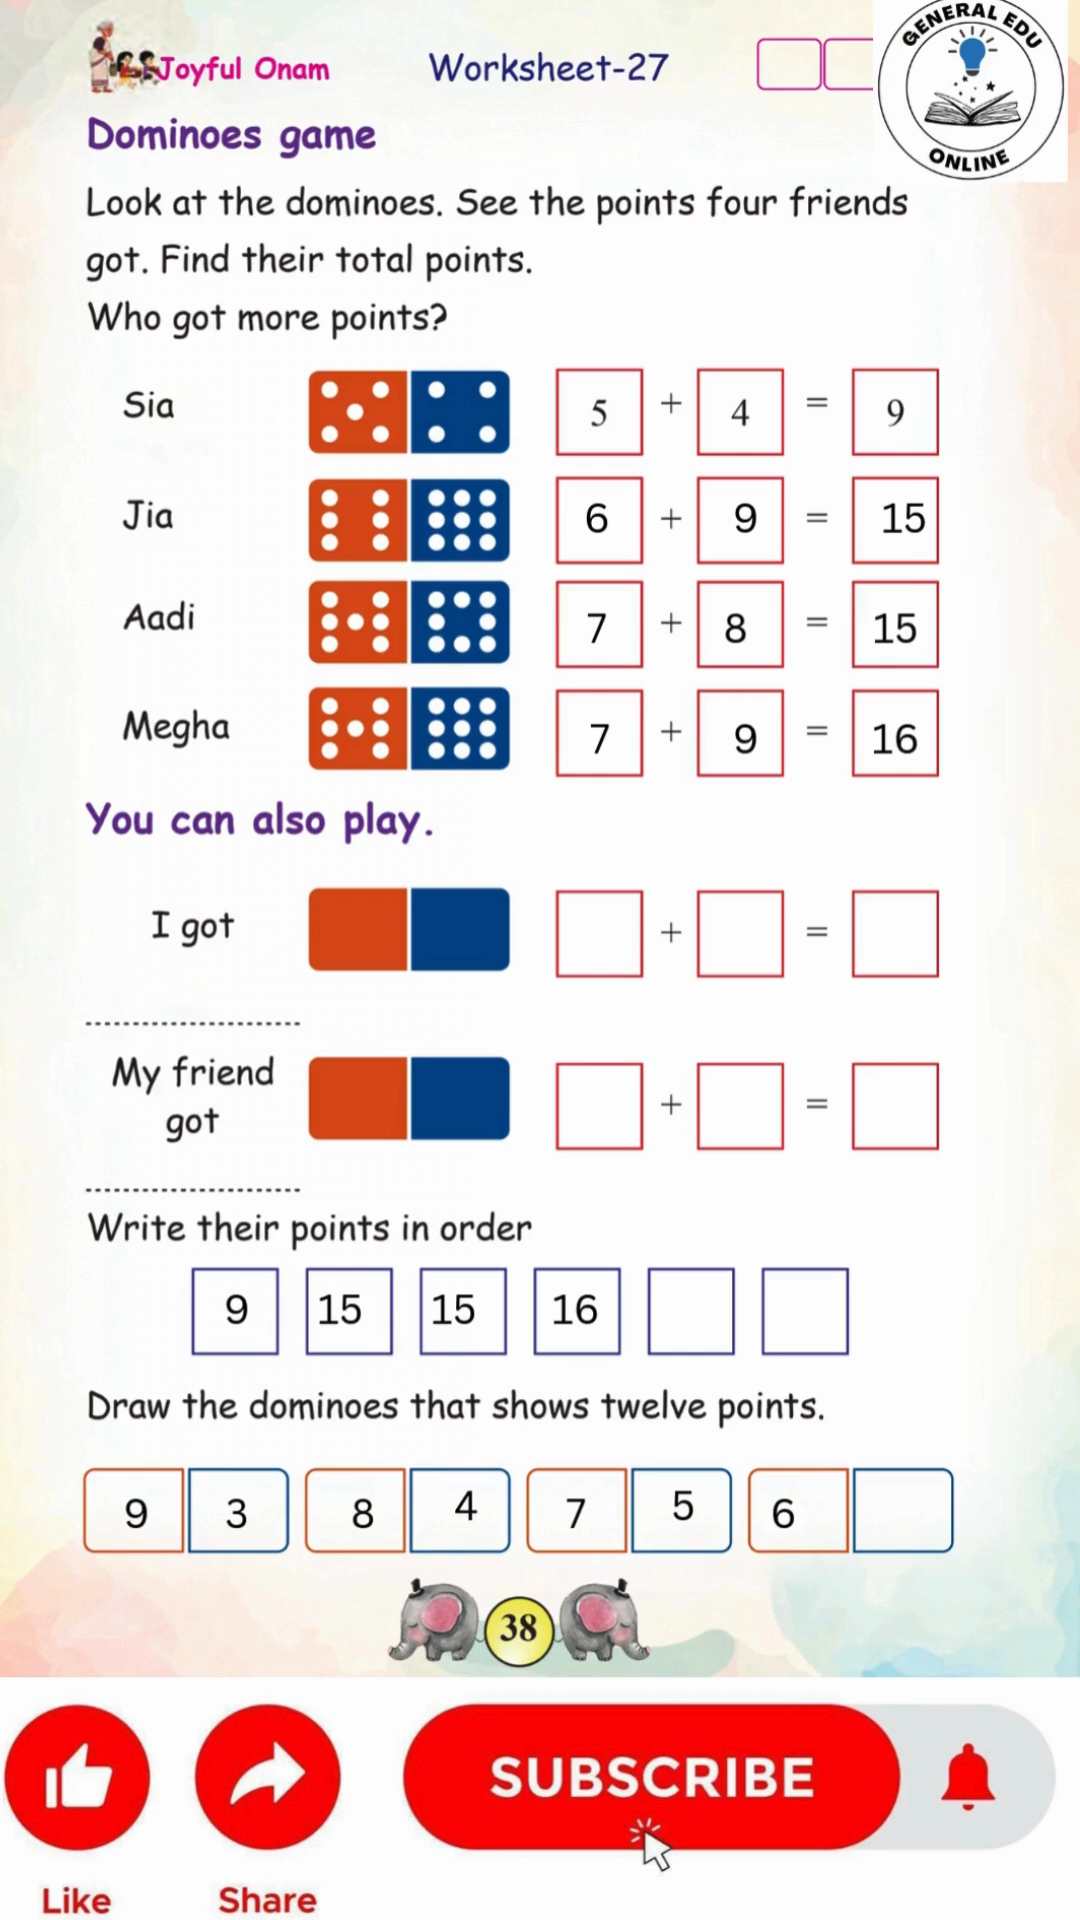 GENERAL EDU
ONLINE
Joyful Onam
Worksheet-27
Dominoes game
Look at the dominoes. See the points four friends
got. Find their total points.
Who got more points?
Sia 5 + 4 = 9
Jia 6 + 9 = 15
Aadi 7 + 8 = 15
Megha 7 + 9 = 16
You can also play.
I got + =
My friend + =
got
Write their points in order
9 15 15 16
Draw the dominoes that shows twelve points.
9 3 8 4 7 5 6
38
SUBSCRIBE
Like Share